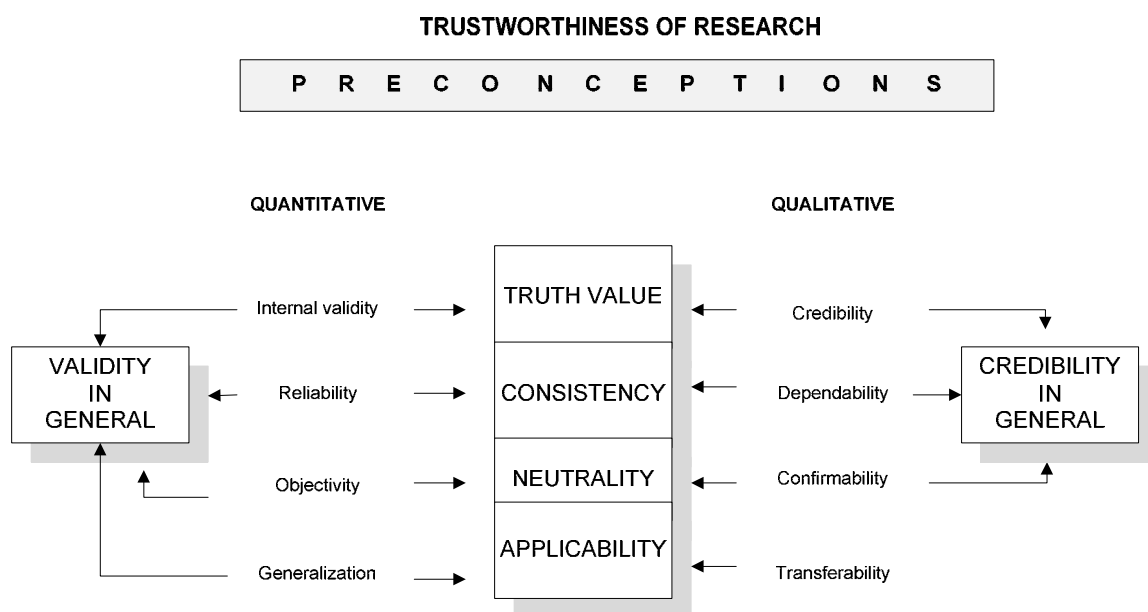 TRUSTWORTHINESS OF RESEARCH
P R E C O N C E P T I O N S
QUANTITATIVE
QUALITATIVE
TRUTH VALUE
Internal validity
Credibility
VALIDITY
IN
GENERAL
Reliability
CONSISTENCY
Dependability
CREDIBILITY
IN
GENERAL
Objectivity
NEUTRALITY
Confirmability
APPLICABILITY
Generalization
Transferability